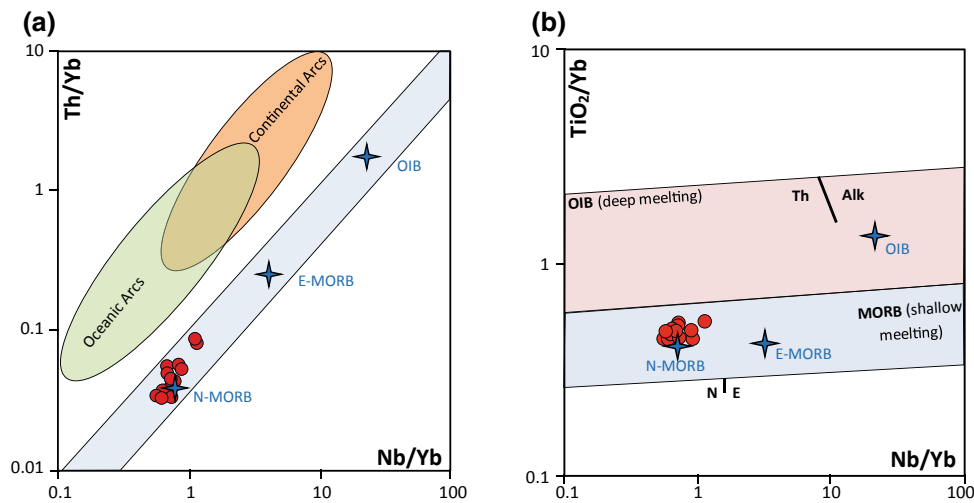 (a)
10
Th/Yb
Continental Arcs
OIB
1
E-MORB
Oceanic Arcs
0.1
N-MORB
Nb/Yb
0.01
0.1
1
10
100
(b)
10
TiO2/Yb
OIB (deep meelting)
Th
Alk
OIB
1
MORB (shallow
meelting)
N-MORB
E-MORB
N
E
Nb/Yb
0.1
0.1
1
10
100